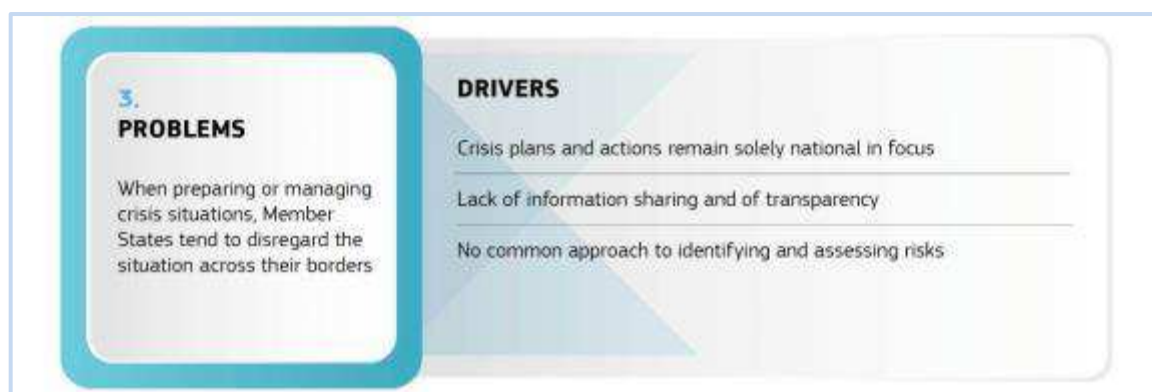 3.
PROBLEMS
When preparing or managing
crisis situations, Member
States tend to disregard the
situation across their borders
DRIVERS
Crisis plans and actions remain solely national in focus
Lack of information sharing and of transparency
No common approach to identifying and assessing risks